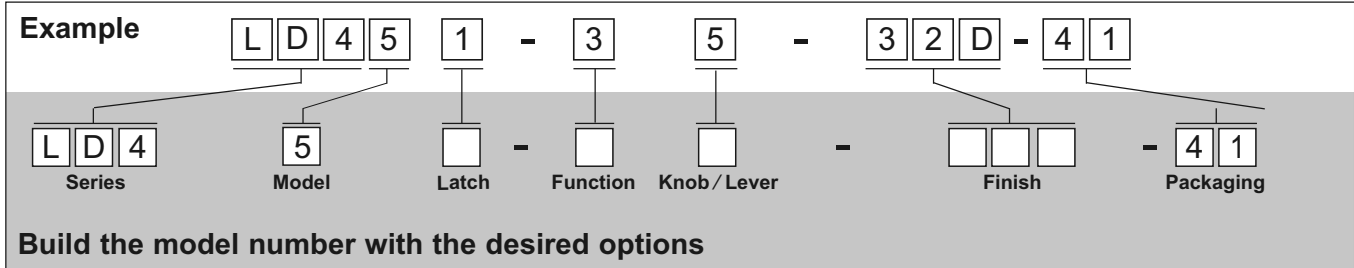 Example L D 4 5 1 - 3 5 - 3 2 D - 4 1
L D 4 5 - - - 4 1
Series Model Latch Function Knob/Lever Finish Packaging
Build the model number with the desired options